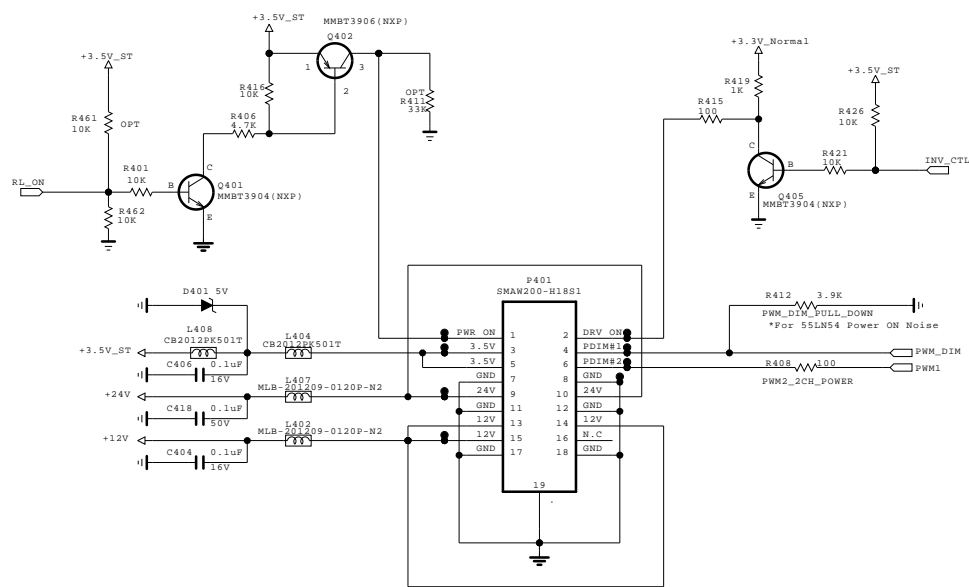 +3.5V_ST
MMBT3906(NXP)
Q402
1
3
2
+3.5V_ST
R416
10K
OPT
R411
33K
R461
10K
OPT
R406
4.7K
R401
10K
RL_ON
B
C
E
Q401
MMBT3904(NXP)
R462
10K
+3.3V_Normal
R419
1K
+3.5V_ST
R415
100
R426
10K
C
B
E
R421
10K
INV_CTL
Q405
MMBT3904(NXP)
P401
SMAW200-H18S1
D401 5V
L408
CB2012PK501T
L404
CB2012PK501T
+3.5V_ST
C406
0.1uF
16V
L407
MLB-201209-0120P-N2
+24V
C418
0.1uF
50V
L402
MLB-201209-0120P-N2
+12V
C404
0.1uF
16V
PWR ON 1 2 DRV ON
3.5V 3 4 PDIM#1
3.5V 5 6 PDIM#2
GND 7 8 GND
24V 9 10 24V
GND 11 12 GND
12V 13 14 12V
12V 15 16 N.C
GND 17 18 GND
19
.
R412
3.9K
PWM_DIM_PULL_DOWN
*For 55LN54 Power ON Noise
PWM_DIM
R408
100
PWM1
PWM2_2CH_POWER